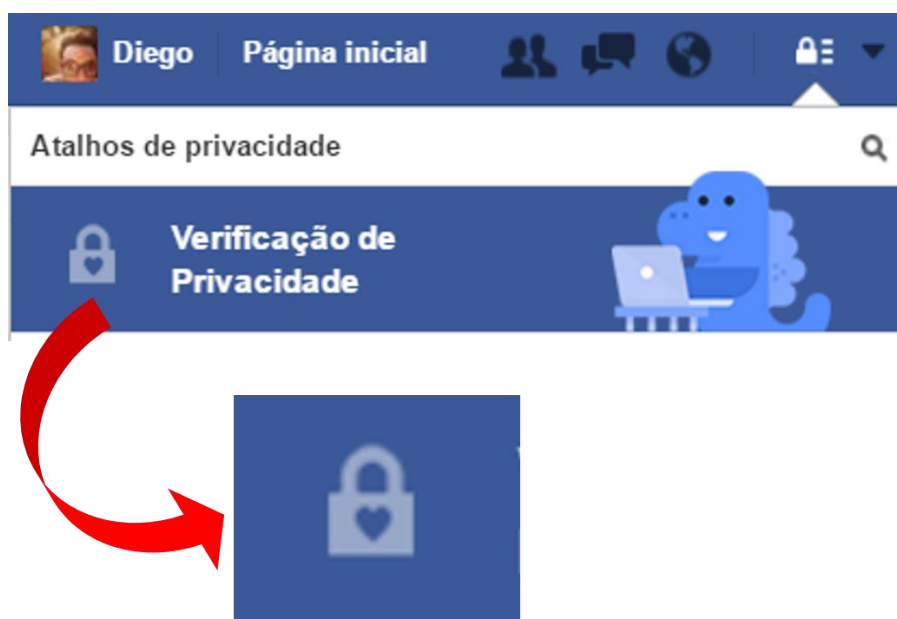 Diego Página inicial
Atalhos de privacidade
Verificação de
Privacidade